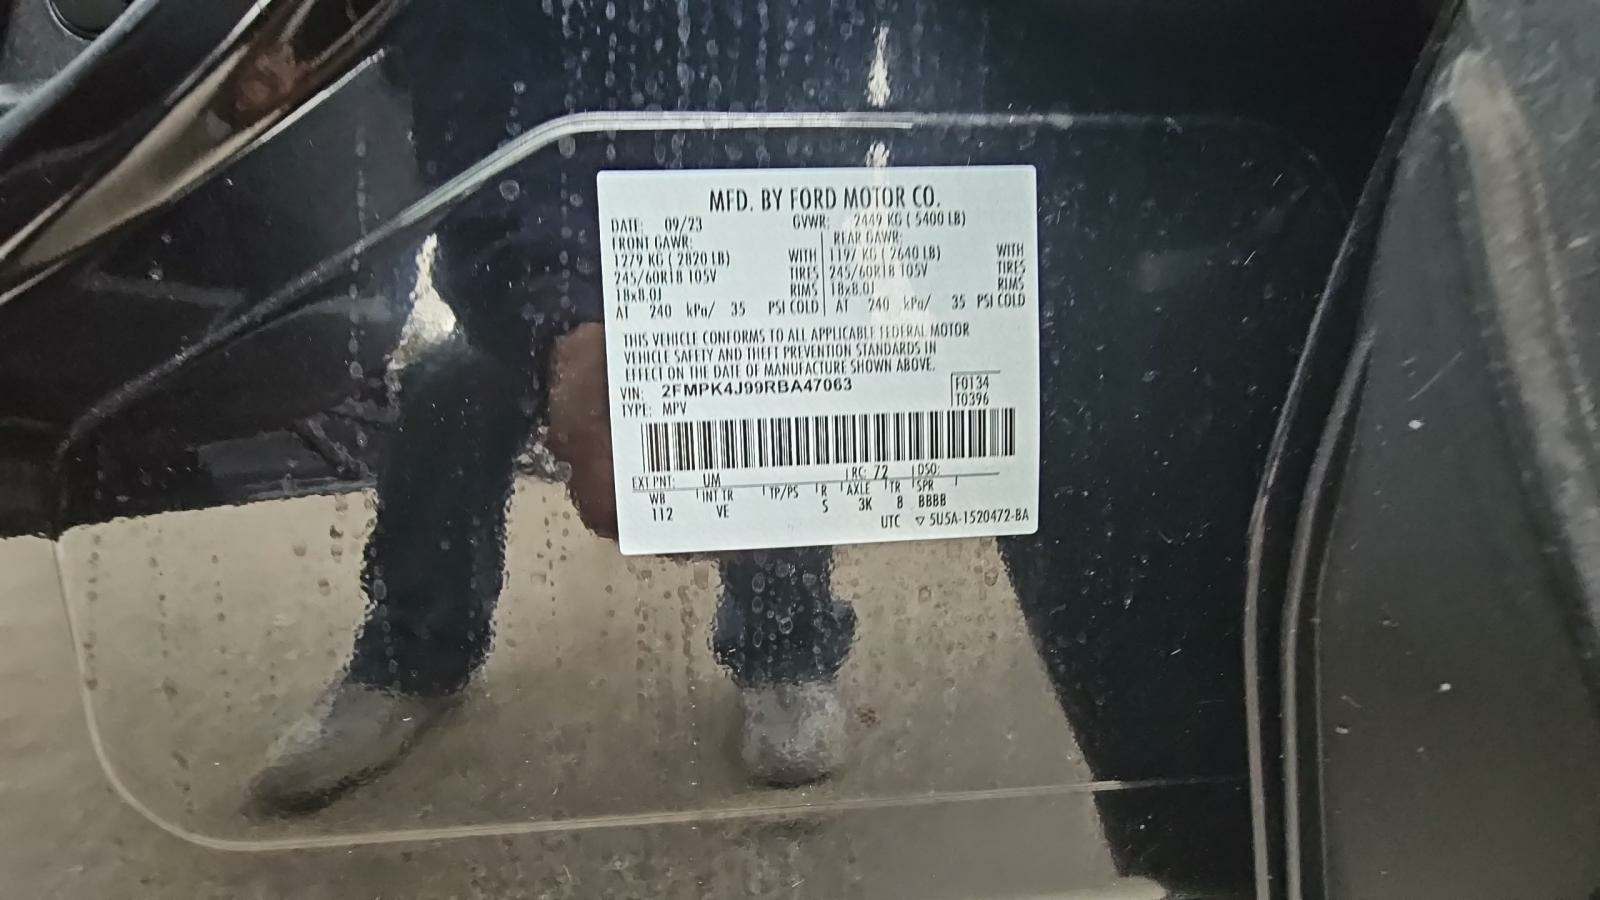 MFD. BY FORD MOTOR CO.
DATE: 09/23 GVWR: 2449 KG ( 5400 LB)
FRONT GAWR: REAR GAWR:
1279 KG ( 2820 LB) WITH 1197 KG ( 2640 LB) WITH
245/60R18 105V TIRES 245/60R18 105V TIRES
18x8.0J RIMS 18x8.0J RIMS
AT 240 kPa/ 35 PSI COLD AT 240 kPa/ 35 PSI COLD
THIS VEHICLE CONFORMS TO ALL APPLICABLE FEDERAL MOTOR
VEHICLE SAFETY AND THEFT PREVENTION STANDARDS IN
EFFECT ON THE DATE OF MANUFACTURE SHOWN ABOVE.
VIN: 2FMPK4J99RBA47063 F0134
TYPE: MPV T0396
EXT PNT: UM RC: 72 DSO:
WB INT TR TP/PS R AXLE TR SPR
112 VE 5 3K 8 BBBB
UTC ▽ 5U5A-1520472-BA